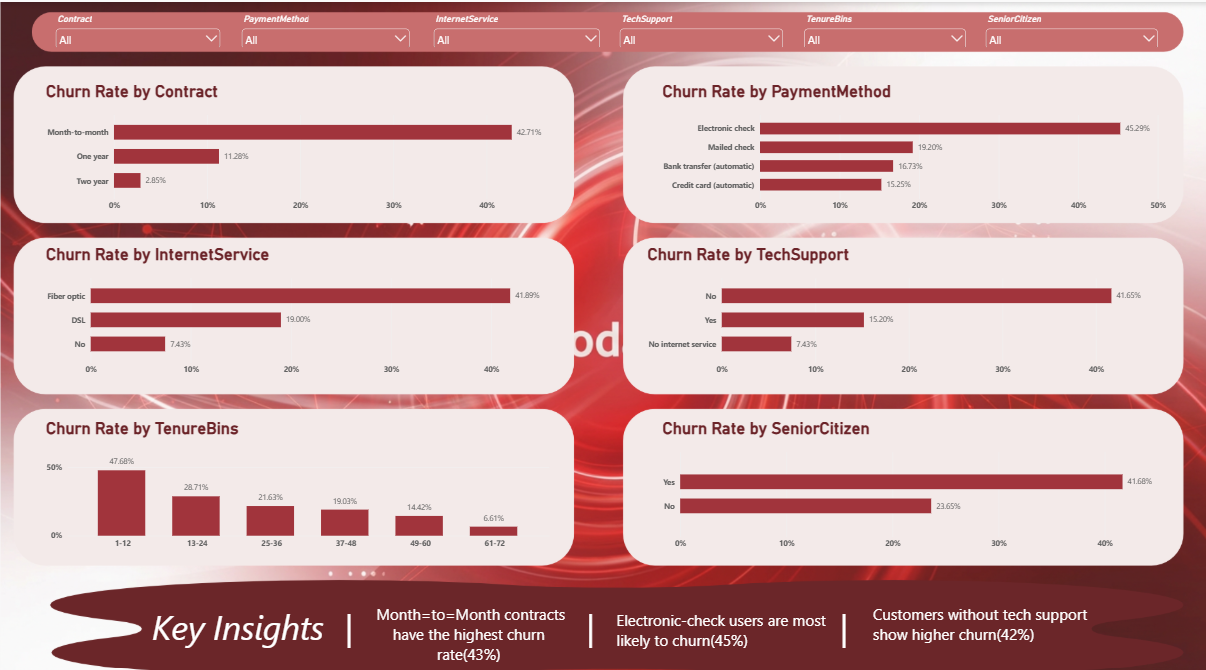 Contract PaymentMethod InternetService TechSupport TenureBins SeniorCitizen
All All All All All All
Churn Rate by Contract
Month-to-month 42.71%
One year 11.28%
Two year 2.85%
0% 10% 20% 30% 40%
Churn Rate by PaymentMethod
Electronic check 45.29%
Mailed check 19.20%
Bank transfer (automatic) 16.73%
Credit card (automatic) 15.25%
0% 10% 20% 30% 40% 50%
Churn Rate by InternetService
Fiber optic 41.89%
DSL 19.00%
No 7.43%
0% 10% 20% 30% 40%
Churn Rate by TechSupport
No 41.65%
Yes 15.20%
No internet service 7.43%
0% 10% 20% 30% 40%
Churn Rate by TenureBins
47.68% 28.71% 21.63% 19.03% 14.42% 6.61%
50%
0%
1-12 13-24 25-36 37-48 49-60 61-72
Churn Rate by SeniorCitizen
Yes 41.68%
No 23.65%
0% 10% 20% 30% 40%
Key Insights
Month=to=Month contracts
have the highest churn
rate(43%)
Electronic-check users are most
likely to churn(45%)
Customers without tech support
show higher churn(42%)